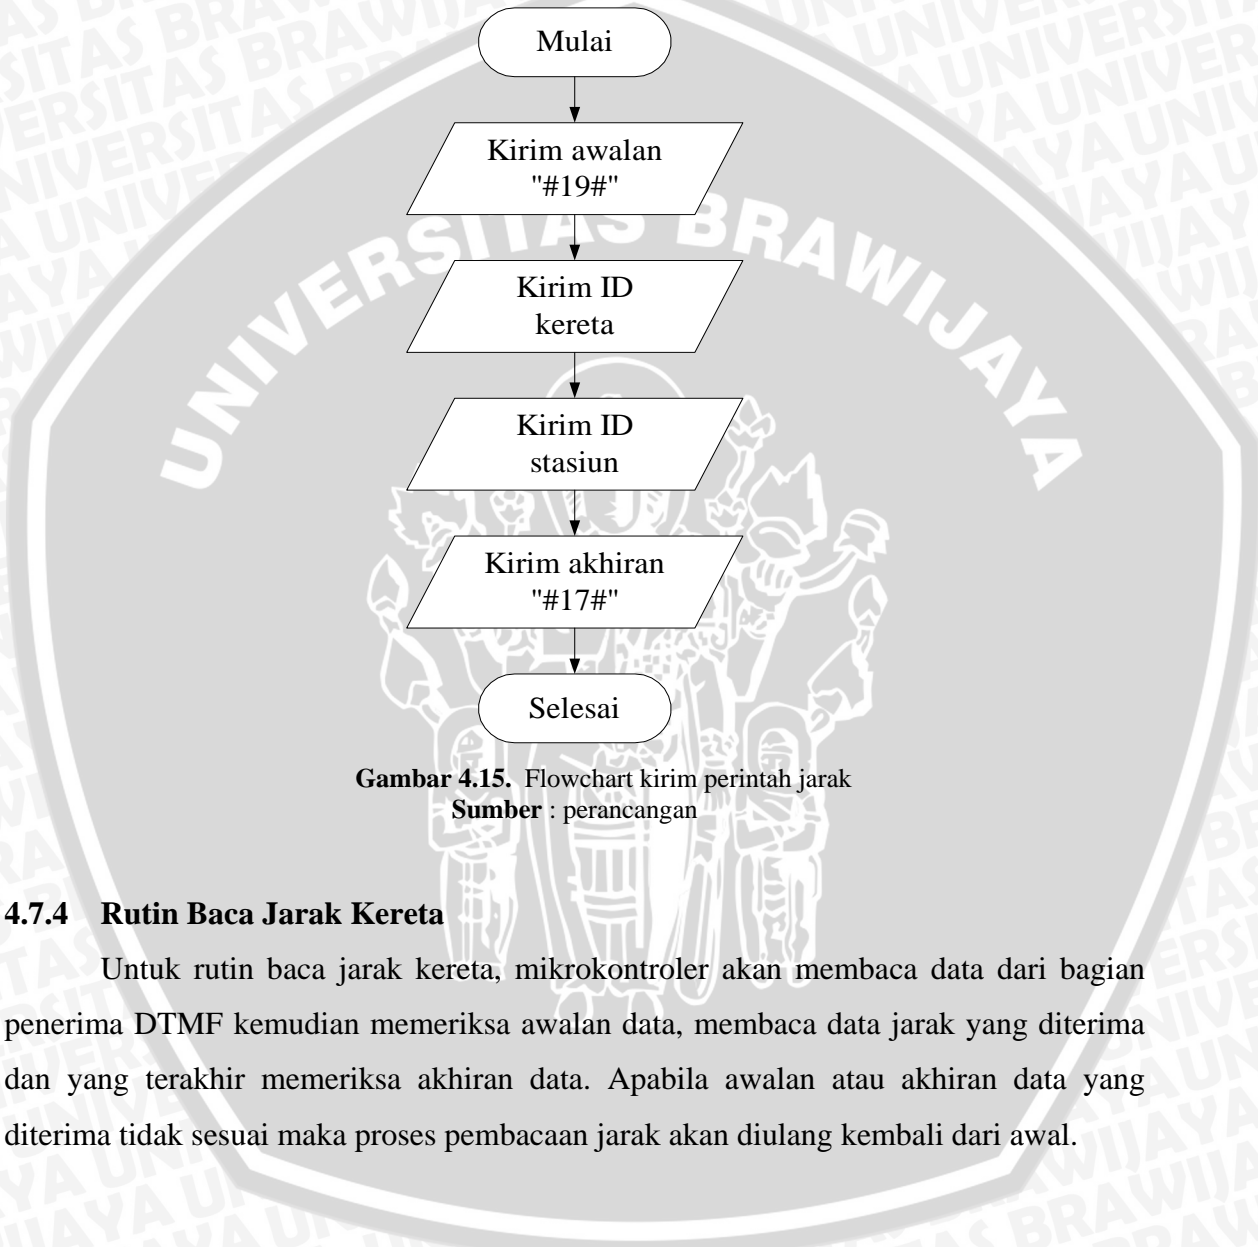 Mulai
Kirim awalan
"#19#"
Kirim ID
kereta
Kirim ID
stasiun
Kirim akhiran
"#17#"
Selesai
Gambar 4.15. Flowchart kirim perintah jarak
Sumber : perancangan
4.7.4 Rutin Baca Jarak Kereta
Untuk rutin baca jarak kereta, mikrokontroler akan membaca data dari bagian
penerima DTMF kemudian memeriksa awalan data, membaca data jarak yang diterima
dan yang terakhir memeriksa akhiran data. Apabila awalan atau akhiran data yang
diterima tidak sesuai maka proses pembacaan jarak akan diulang kembali dari awal.
UNIVERSITAS BRAWIJAYA